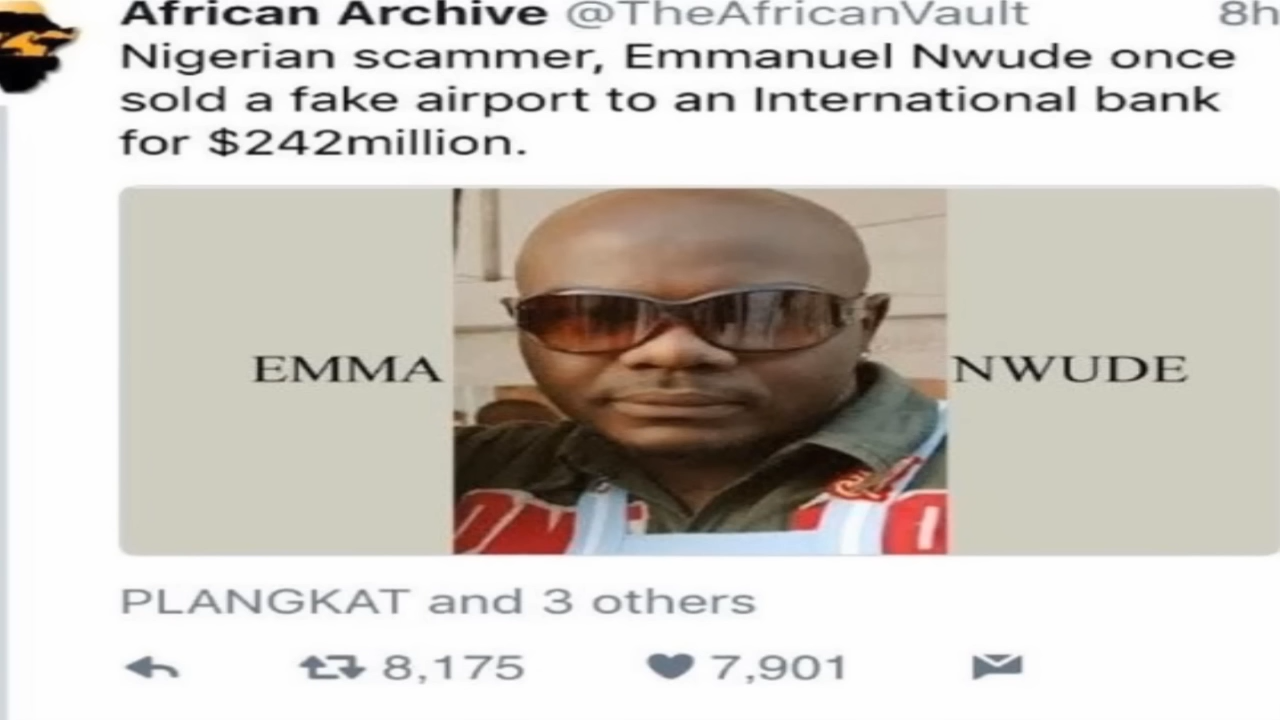 African Archive @TheAfricanVault 8h
Nigerian scammer, Emmanuel Nwude once
sold a fake airport to an International bank
for $242million.
EMMA NWUDE
PLANGKAT and 3 others
8,175 7,901